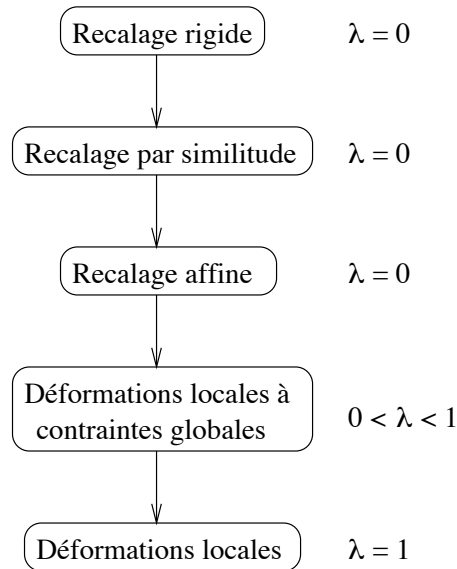 Recalage rigide λ = 0
Recalage par similitude λ = 0
Recalage affine λ = 0
Déformations locales à
contraintes globales 0 < λ < 1
Déformations locales λ = 1